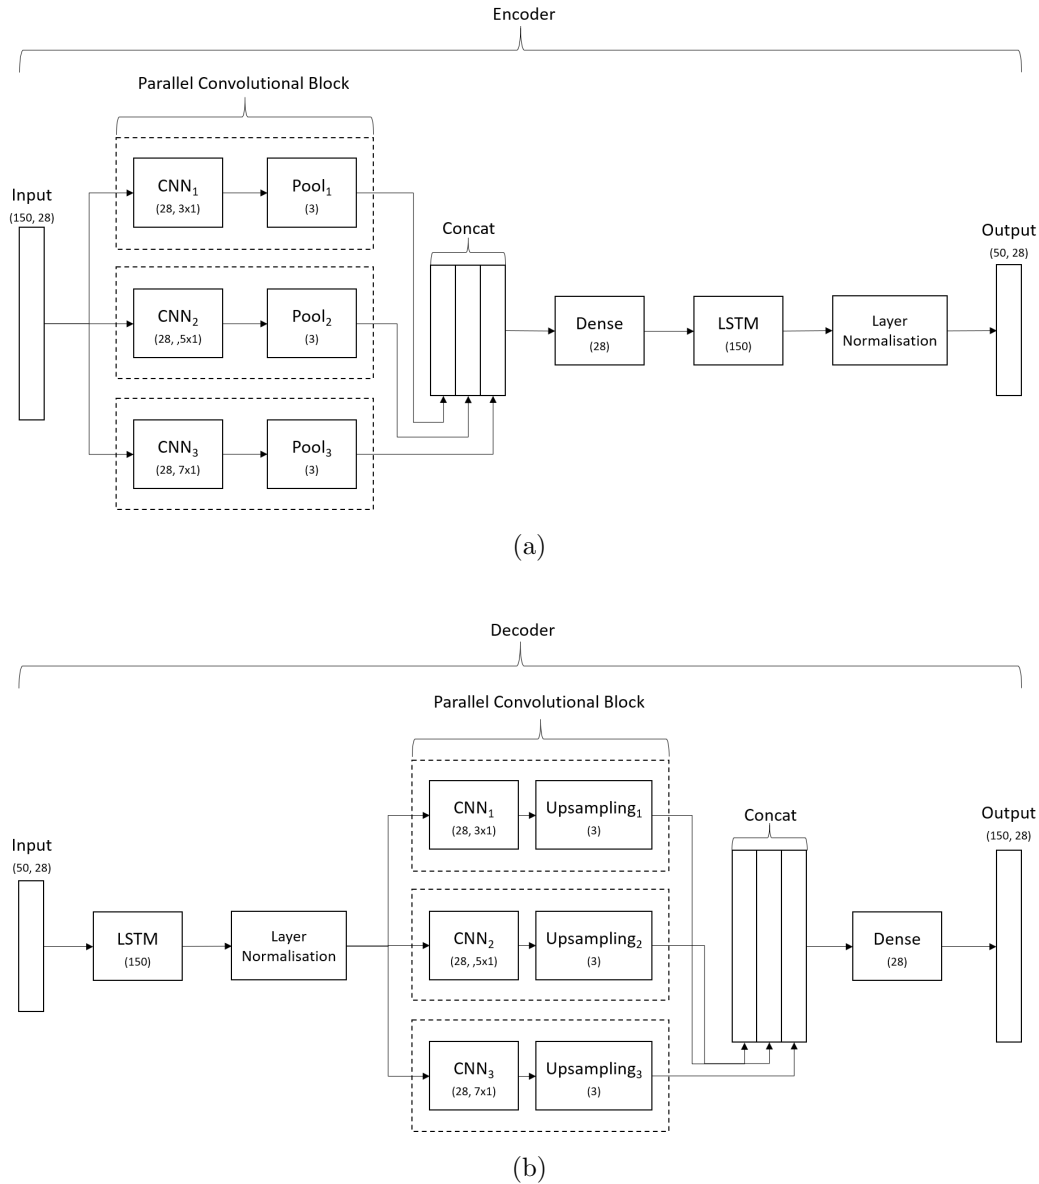 Encoder
Parallel Convolutional Block
Input
(150, 28)
CNN₁
(28, 3x1)
Pool₁
(3)
CNN₂
(28, ,5x1)
Pool₂
(3)
CNN₃
(28, 7x1)
Pool₃
(3)
Concat
Dense
(28)
LSTM
(150)
Layer
Normalisation
Output
(50, 28)
(a)
Decoder
Parallel Convolutional Block
Input
(50, 28)
LSTM
(150)
Layer
Normalisation
CNN₁
(28, 3x1)
Upsampling₁
(3)
CNN₂
(28, ,5x1)
Upsampling₂
(3)
CNN₃
(28, 7x1)
Upsampling₃
(3)
Concat
Dense
(28)
Output
(150, 28)
(b)